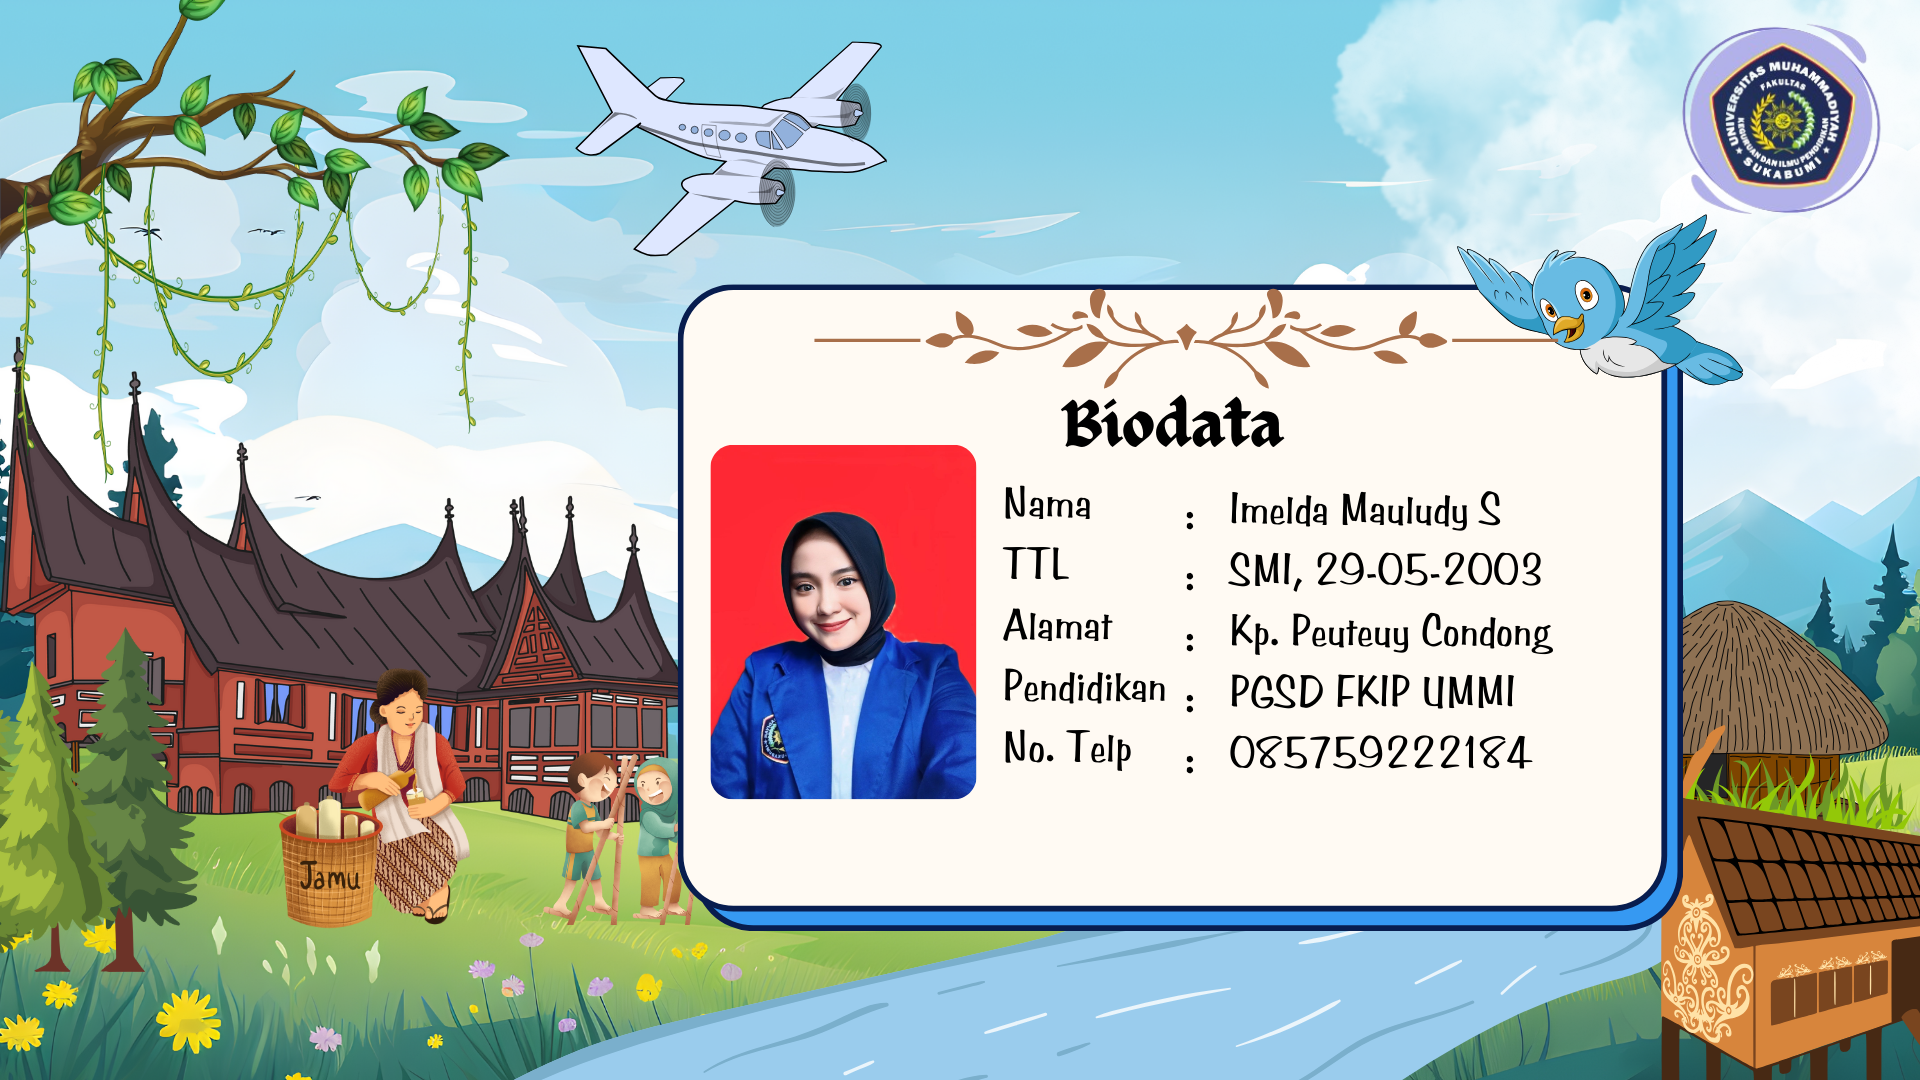 UNIVERSITAS MUHAMMADIYAH
FAKULTAS
KEGURUAN DAN ILMU PENDIDIKAN
SUKABUMI
Biodata
Nama : Imelda Mauludy S
TTL : SMI, 29-05-2003
Alamat : Kp. Peuteuy Condong
Pendidikan : PGSD FKIP UMMI
No. Telp : 085759222184
Jamu